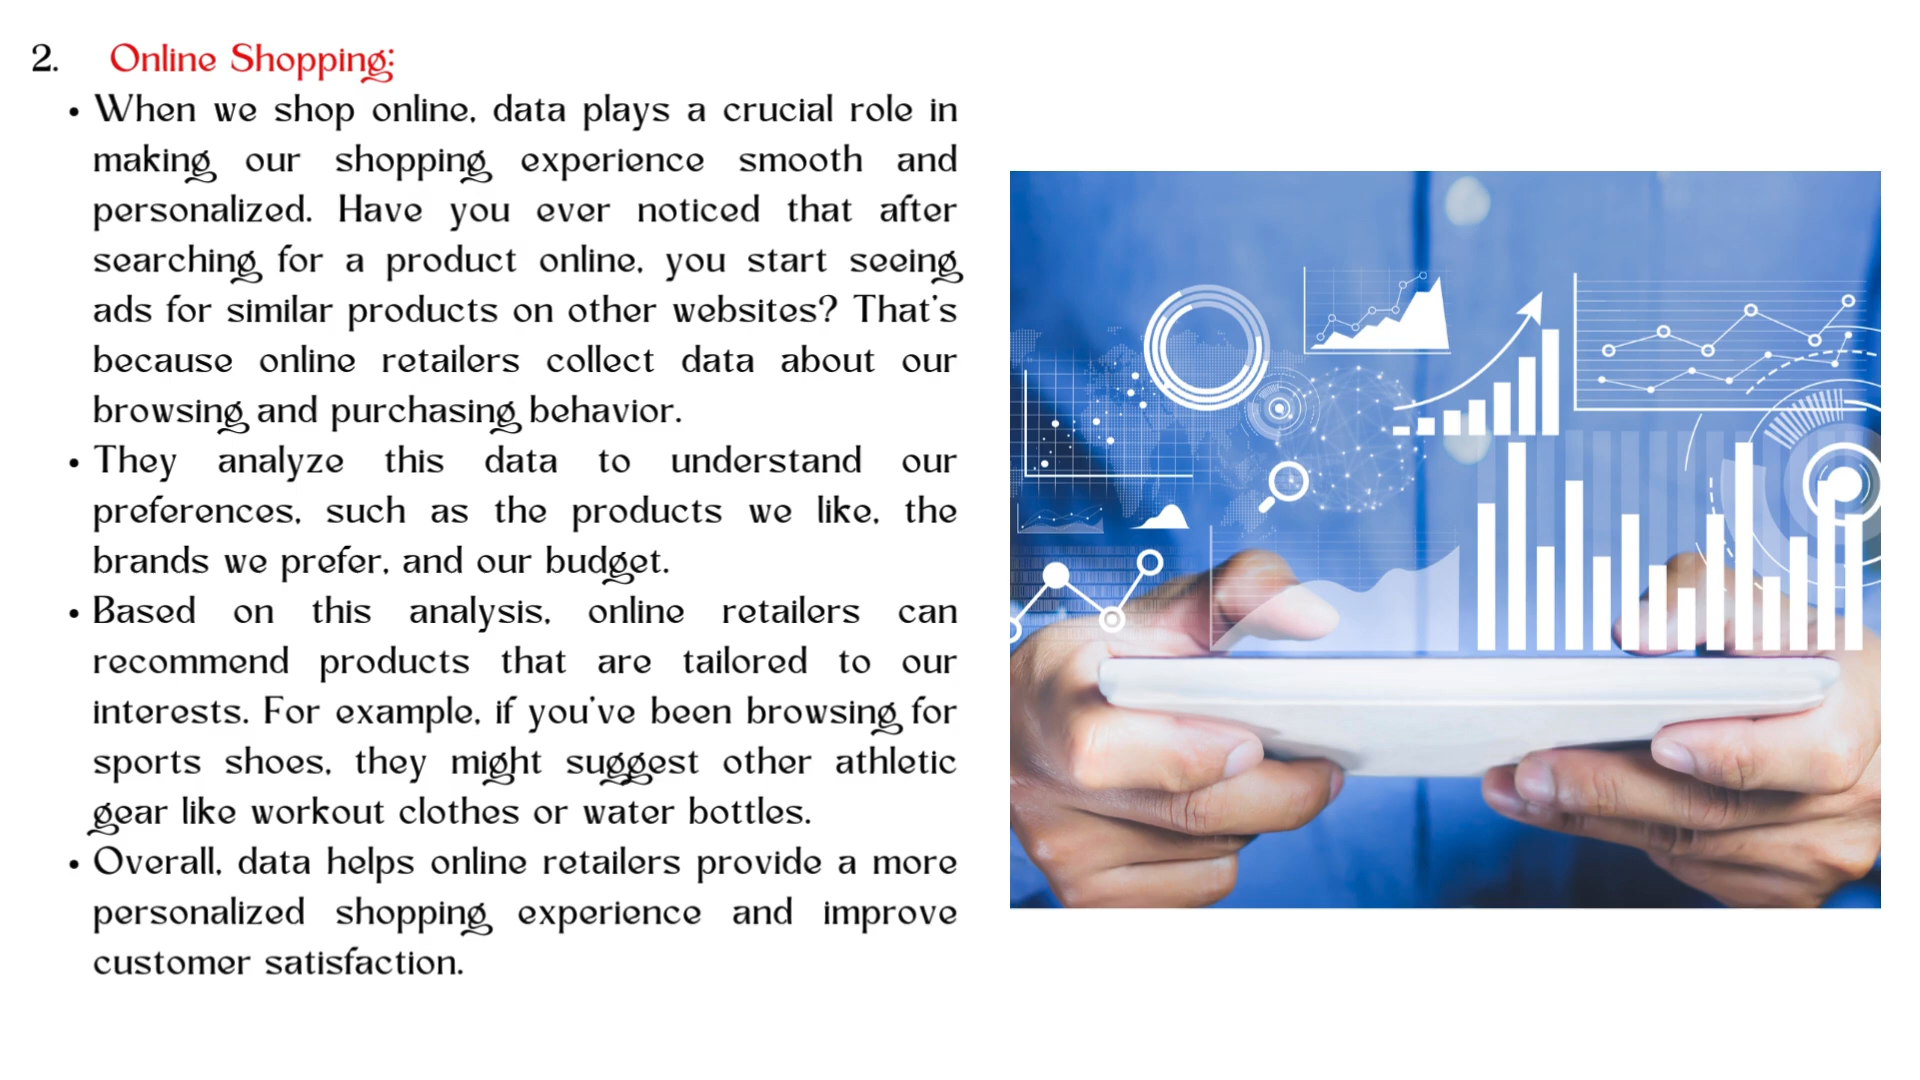 2. Online Shopping:
• When we shop online, data plays a crucial role in
making our shopping experience smooth and
personalized. Have you ever noticed that after
searching for a product online, you start seeing
ads for similar products on other websites? That's
because online retailers collect data about our
browsing and purchasing behavior.
• They analyze this data to understand our
preferences, such as the products we like, the
brands we prefer, and our budget.
• Based on this analysis, online retailers can
recommend products that are tailored to our
interests. For example, if you've been browsing for
sports shoes, they might suggest other athletic
gear like workout clothes or water bottles.
• Overall, data helps online retailers provide a more
personalized shopping experience and improve
customer satisfaction.